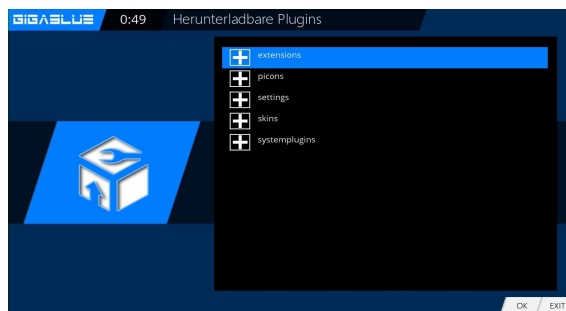 GIGABLUE 0:49 Herunterladbare Plugins
extensions
picons
settings
skins
systemplugins
OK EXIT